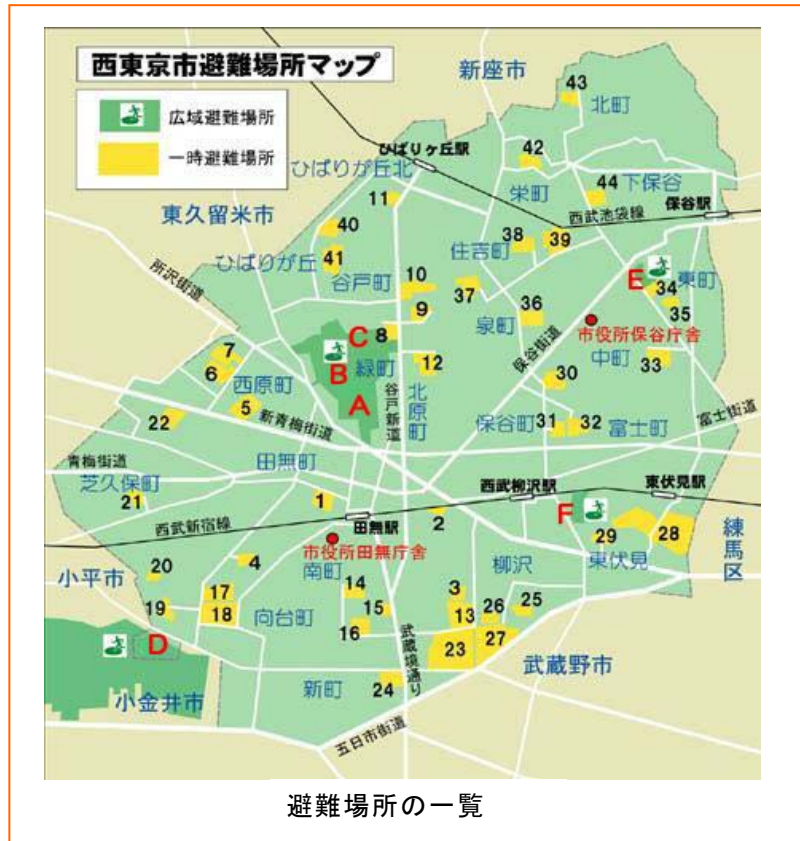 西東京市避難場所マップ
広域避難場所
一時避難場所
新座市
43
北町
ひばりヶ丘駅
42
ひばりが丘北
栄町
44
下保谷
11
西武池袋線
保谷駅
東久留米市
40
38
39
住吉町
41
ひばりが丘
谷戸町
10
37
E
東町
34
所沢街道
9
36
35
泉町
市役所保谷庁舎
C
8
保谷街道
中町
7
B
緑町
12
33
6
西原町
谷戸新道
北原町
30
A
5
新青梅街道
22
保谷町
31
32
富士町
富士街道
青梅街道
田無町
芝久保町
西武柳沢駅
東伏見駅
21
1
西武新宿線
田無駅
2
F
29
28
練馬区
市役所田無庁舎
東伏見
小平市
20
4
南町
柳沢
17
14
3
19
18
向台町
15
13
26
25
16
武蔵境通り
D
23
27
武蔵野市
小金井市
新町
24
五日市街道
避難場所の一覧